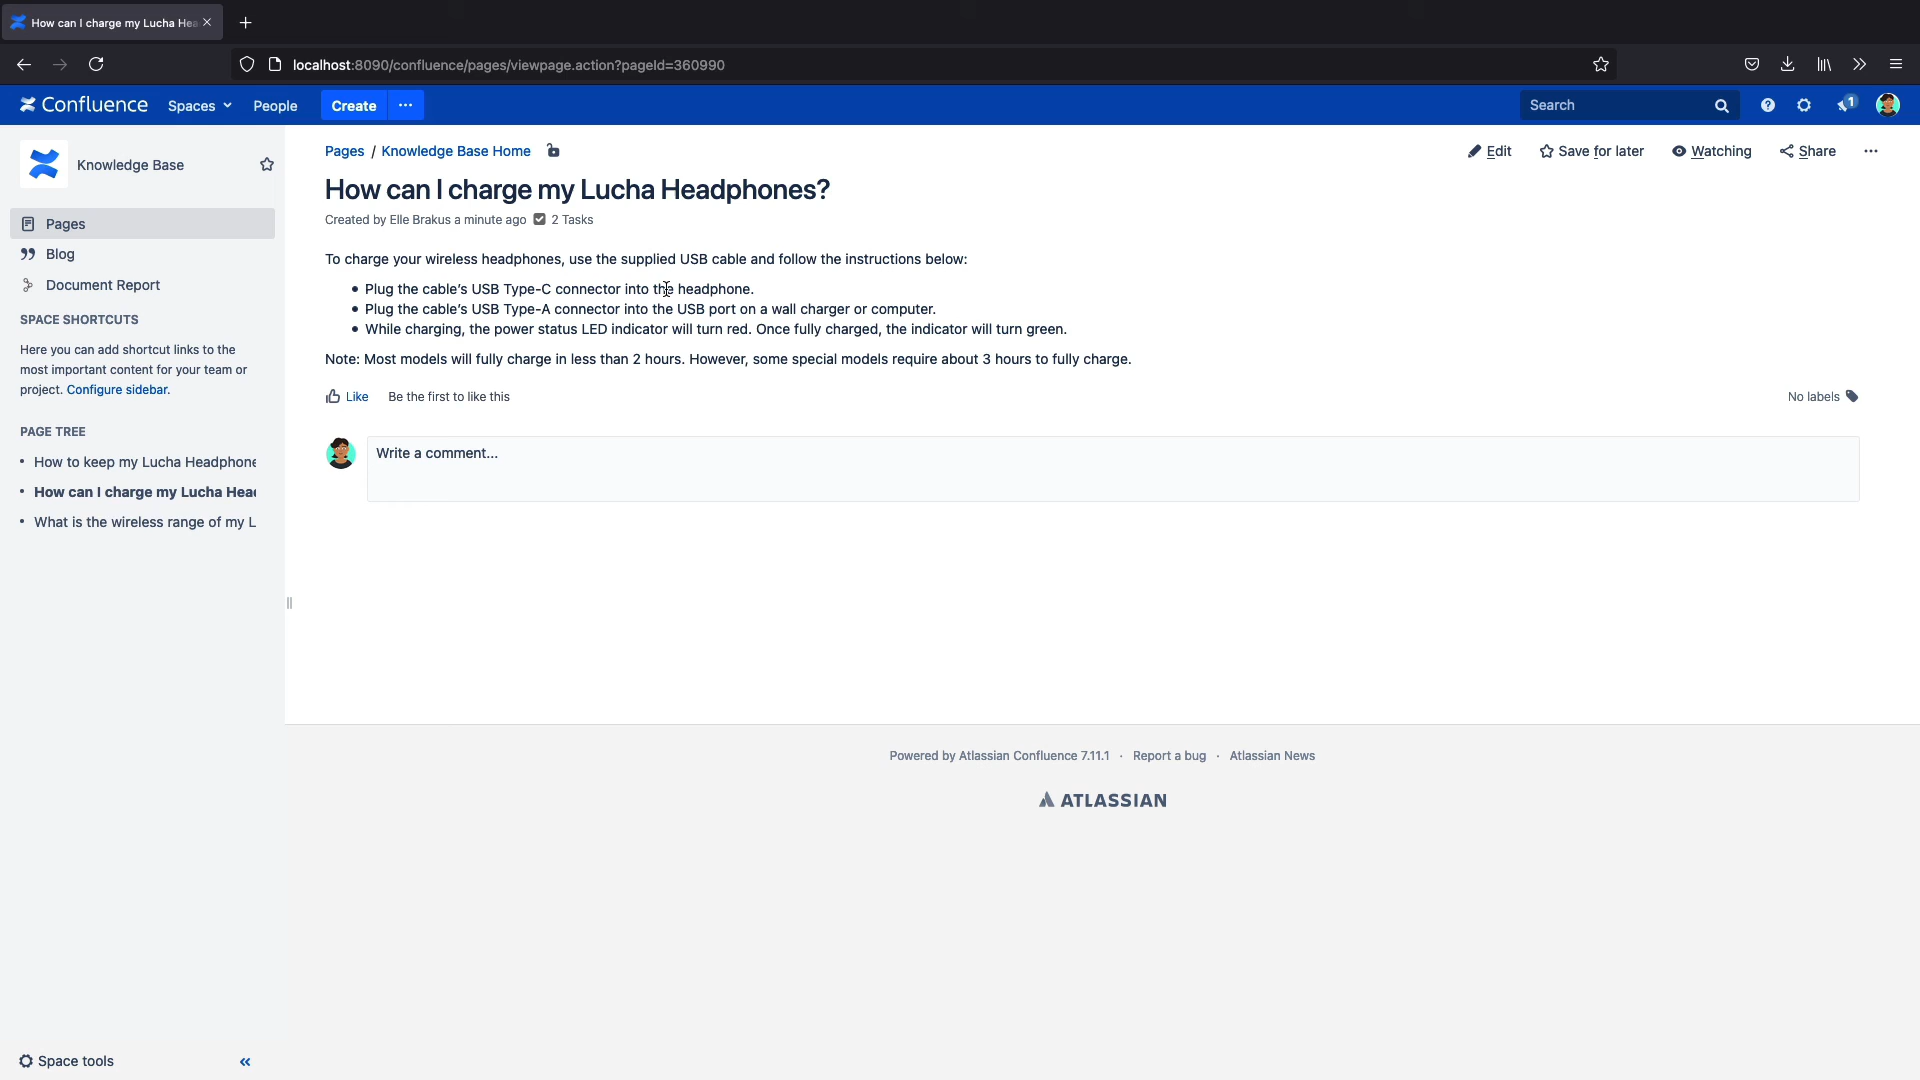 How can I charge my Lucha Hea
localhost:8090/confluence/pages/viewpage.action?pageId=360990
Confluence Spaces People Create ··· Search 1
Knowledge Base
Pages
Blog
Document Report
SPACE SHORTCUTS
Here you can add shortcut links to the
most important content for your team or
project. Configure sidebar.
PAGE TREE
• How to keep my Lucha Headphone
• How can I charge my Lucha Hea
• What is the wireless range of my L
Space tools
Pages / Knowledge Base Home
Edit Save for later Watching Share ···
How can I charge my Lucha Headphones?
Created by Elle Brakus a minute ago 2 Tasks
To charge your wireless headphones, use the supplied USB cable and follow the instructions below:
• Plug the cable's USB Type-C connector into the headphone.
• Plug the cable's USB Type-A connector into the USB port on a wall charger or computer.
• While charging, the power status LED indicator will turn red. Once fully charged, the indicator will turn green.
Note: Most models will fully charge in less than 2 hours. However, some special models require about 3 hours to fully charge.
Like Be the first to like this No labels
Write a comment...
Powered by Atlassian Confluence 7.11.1 · Report a bug · Atlassian News
ATLASSIAN